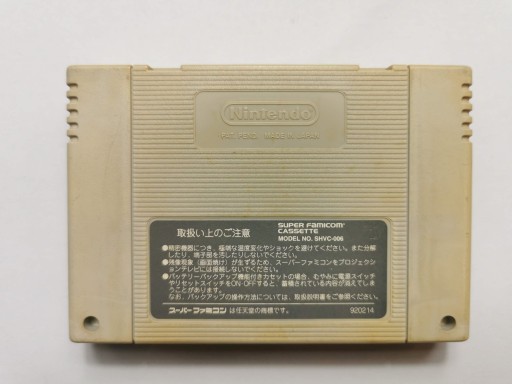 Nintendo
PAT. PEND. MADE IN JAPAN
取扱い上のご注意
SUPER FAMICOM
CASSETTE
MODEL NO. SHVC-006
●精密機器につき、極端な温度変化やショックを避けてください。また分解
したり、端子部を汚したりしないでください。
●残像現象（画面焼け）が生ずるため、スーパーファミコンをプロジェク
ションテレビには接続しないでください。
●バッテリーバックアップ機能付きカセットの場合、むやみに電源スイッチ
やリセットスイッチをON・OFFすると、蓄積されている内容が消えてしま
うことがあります。
なお、バックアップの操作方法については、取扱説明書をご参照ください。
スーパーファミコン は任天堂の商標です。
920214